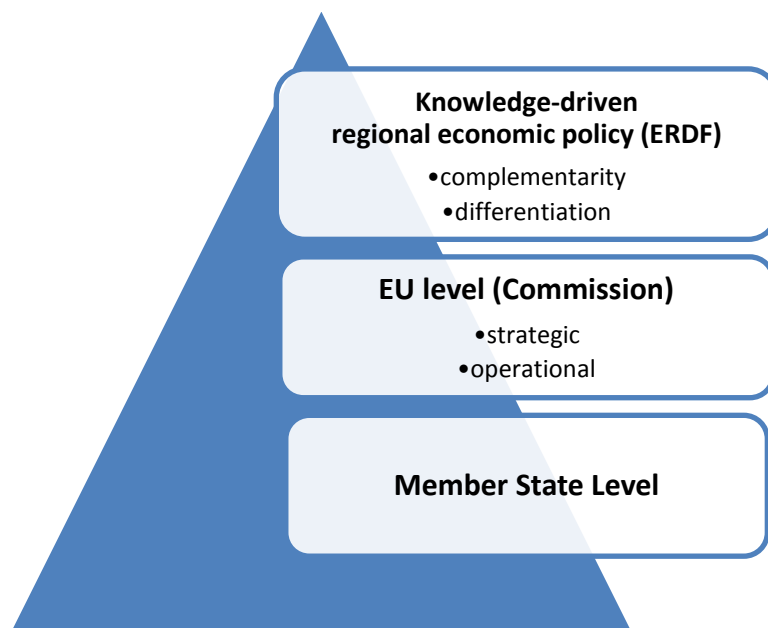 Knowledge-driven
regional economic policy (ERDF)
•complementarity
•differentiation
EU level (Commission)
•strategic
•operational
Member State Level